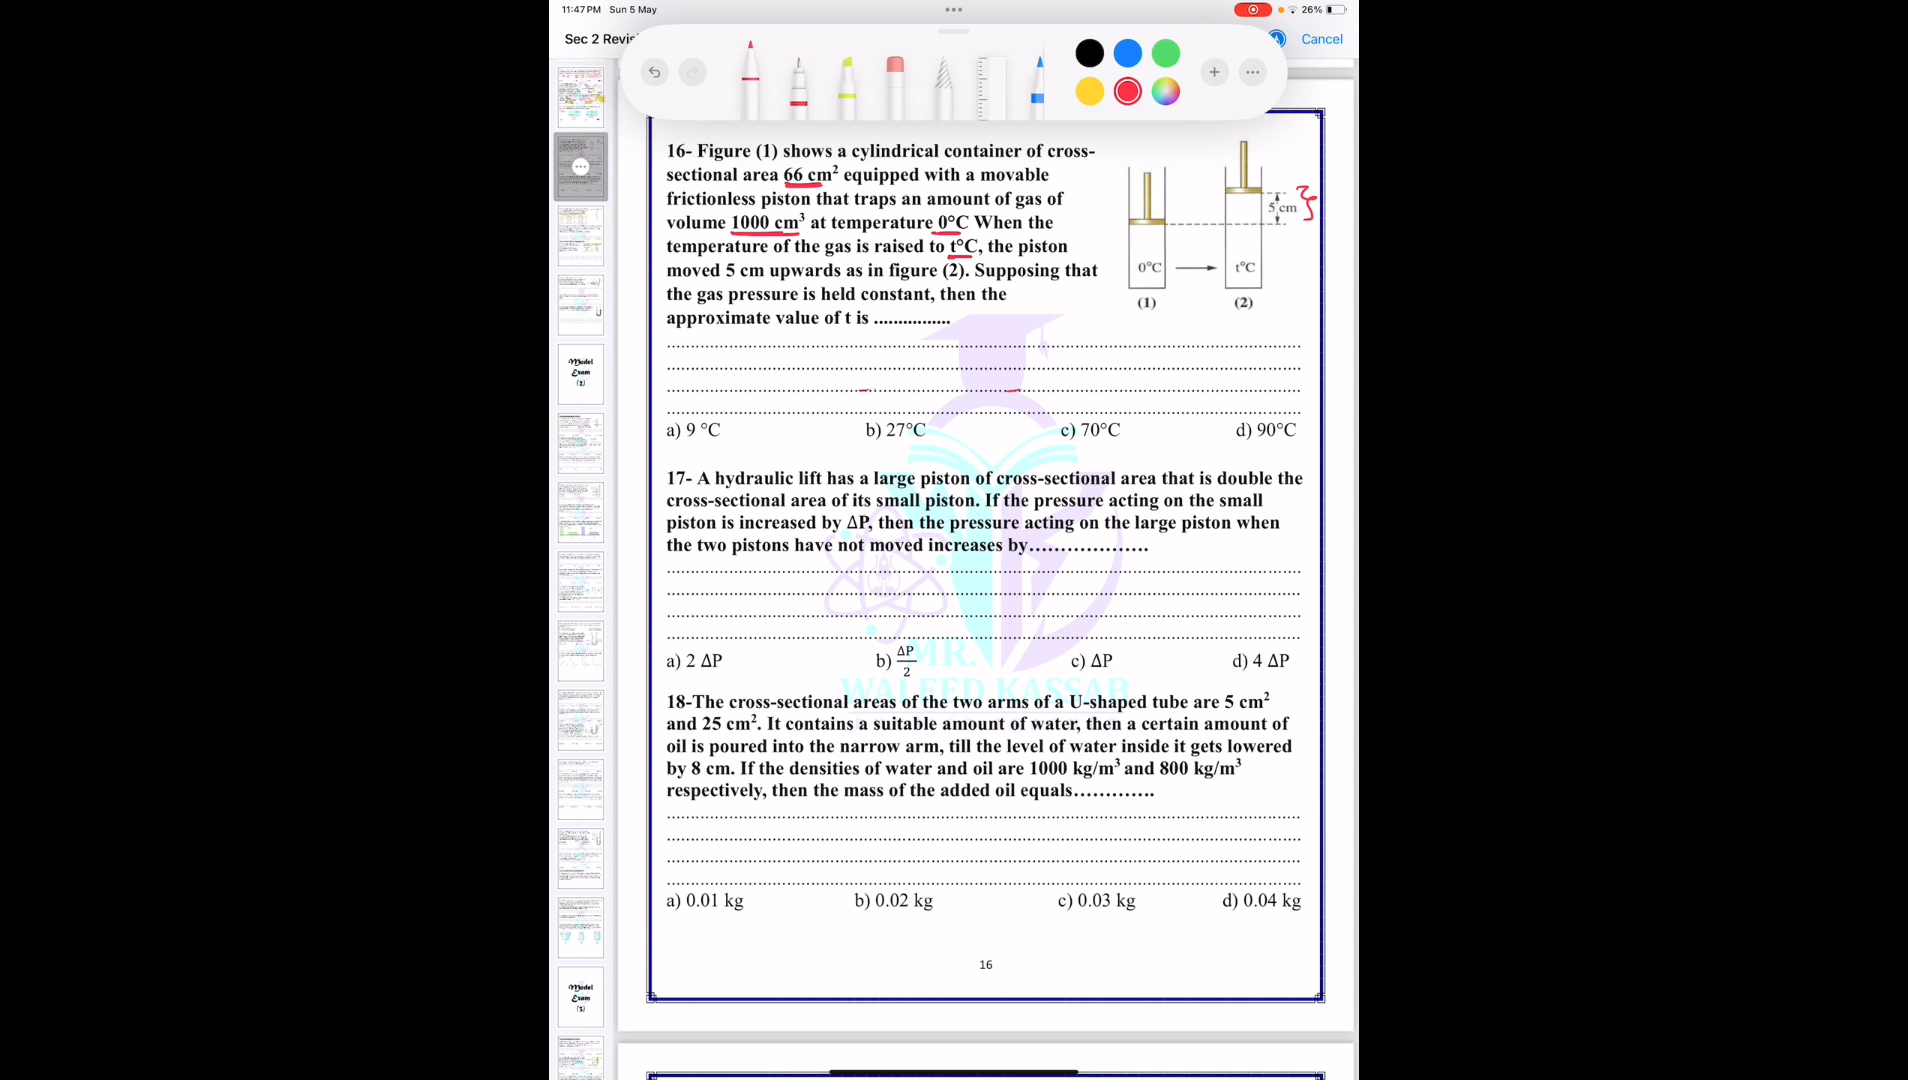 11:47 PM Sun 5 May
26%
Sec 2 Revis
Cancel
16- Figure (1) shows a cylindrical container of cross-
sectional area 66 cm² equipped with a movable
frictionless piston that traps an amount of gas of
volume 1000 cm³ at temperature 0°C When the
temperature of the gas is raised to t°C, the piston
moved 5 cm upwards as in figure (2). Supposing that
the gas pressure is held constant, then the
approximate value of t is ................
5 cm
0°C
t°C
(1)
(2)
a) 9 °C b) 27°C c) 70°C d) 90°C
17- A hydraulic lift has a large piston of cross-sectional area that is double the
cross-sectional area of its small piston. If the pressure acting on the small
piston is increased by ΔP, then the pressure acting on the large piston when
the two pistons have not moved increases by...................
a) 2 ΔP b) ΔP/2 c) ΔP d) 4 ΔP
MR.
WALEED KASSAB
18-The cross-sectional areas of the two arms of a U-shaped tube are 5 cm²
and 25 cm². It contains a suitable amount of water, then a certain amount of
oil is poured into the narrow arm, till the level of water inside it gets lowered
by 8 cm. If the densities of water and oil are 1000 kg/m³ and 800 kg/m³
respectively, then the mass of the added oil equals.............
a) 0.01 kg b) 0.02 kg c) 0.03 kg d) 0.04 kg
16
Model
Exam
(2)
Model
Exam
(3)